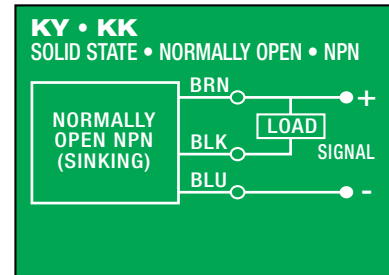 KY • KK
SOLID STATE • NORMALLY OPEN • NPN
BRN
+
NORMALLY
OPEN NPN
(SINKING)
LOAD
BLK
SIGNAL
BLU
-